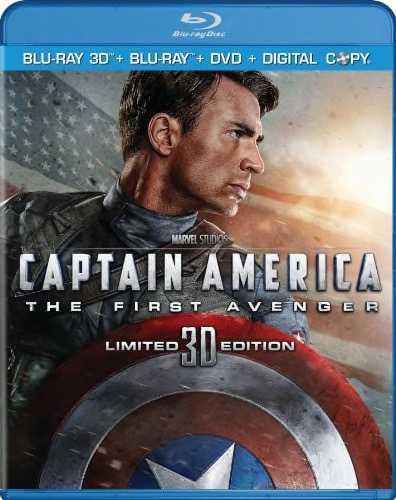 Blu-ray Disc
BLU-RAY 3D™ + BLU-RAY™ + DVD + DIGITAL COPY
MARVEL STUDIOS
CAPTAIN AMERICA
THE FIRST AVENGER
LIMITED 3D EDITION